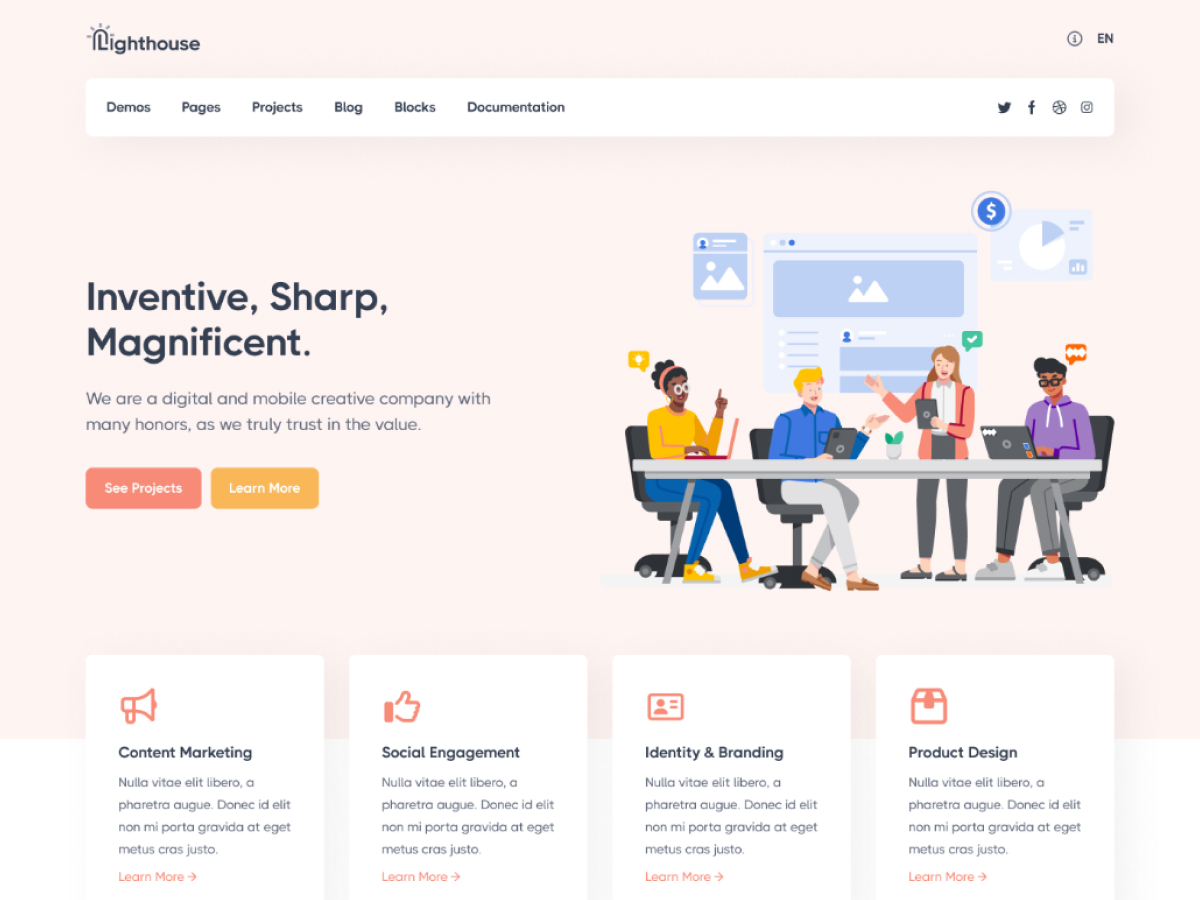 Lighthouse
EN
Demos Pages Projects Blog Blocks Documentation
$
Inventive, Sharp,
Magnificent.
We are a digital and mobile creative company with
many honors, as we truly trust in the value.
See Projects Learn More
Content Marketing
Nulla vitae elit libero, a
pharetra augue. Donec id elit
non mi porta gravida at eget
metus cras justo.
Learn More →
Social Engagement
Nulla vitae elit libero, a
pharetra augue. Donec id elit
non mi porta gravida at eget
metus cras justo.
Learn More →
Identity & Branding
Nulla vitae elit libero, a
pharetra augue. Donec id elit
non mi porta gravida at eget
metus cras justo.
Learn More →
Product Design
Nulla vitae elit libero, a
pharetra augue. Donec id elit
non mi porta gravida at eget
metus cras justo.
Learn More →